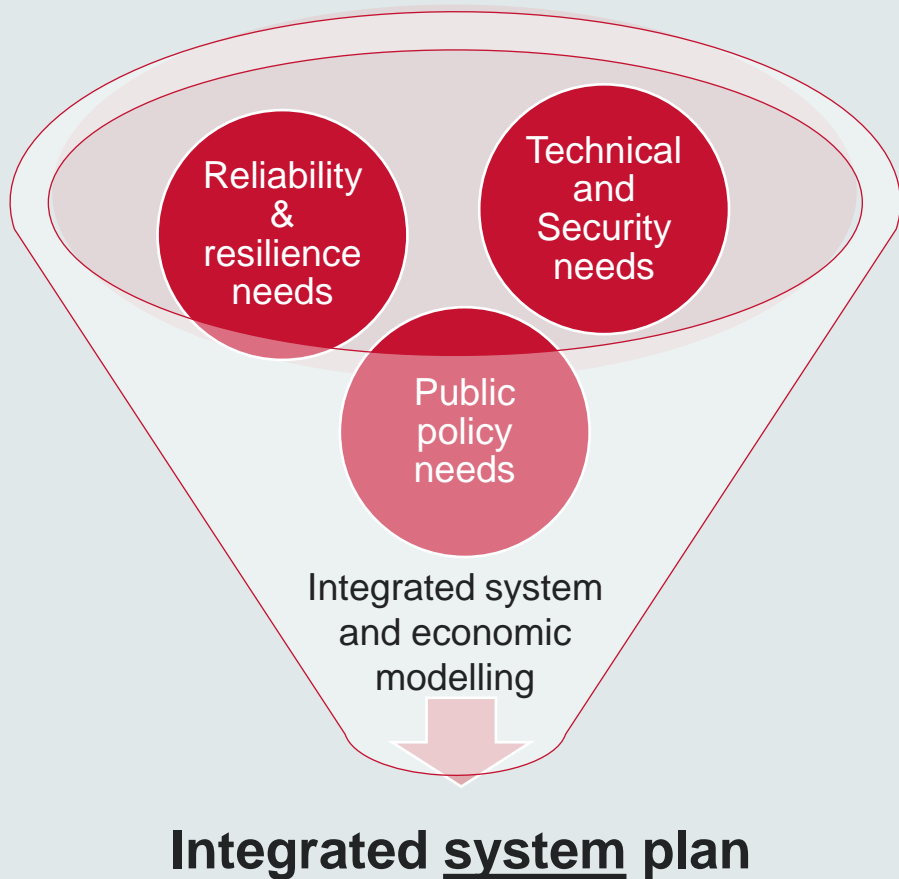 Reliability
&
resilience
needs
Technical
and
Security
needs
Public
policy
needs
Integrated system
and economic
modelling
Integrated system plan